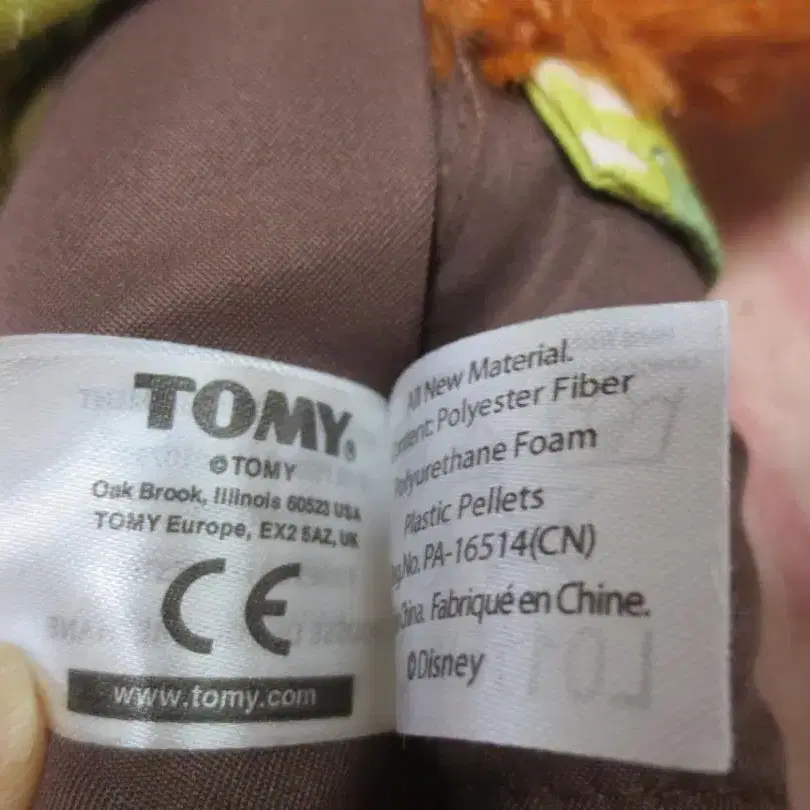 TOMY®
© TOMY
Oak Brook, Illinois 60523 USA
TOMY Europe, EX2 5AZ, UK
CE
www.tomy.com
All New Material.
Polyester Fiber
Polyurethane Foam
Plastic Pellets
No. PA-16514(CN)
China. Fabriqué en Chine.
©Disney